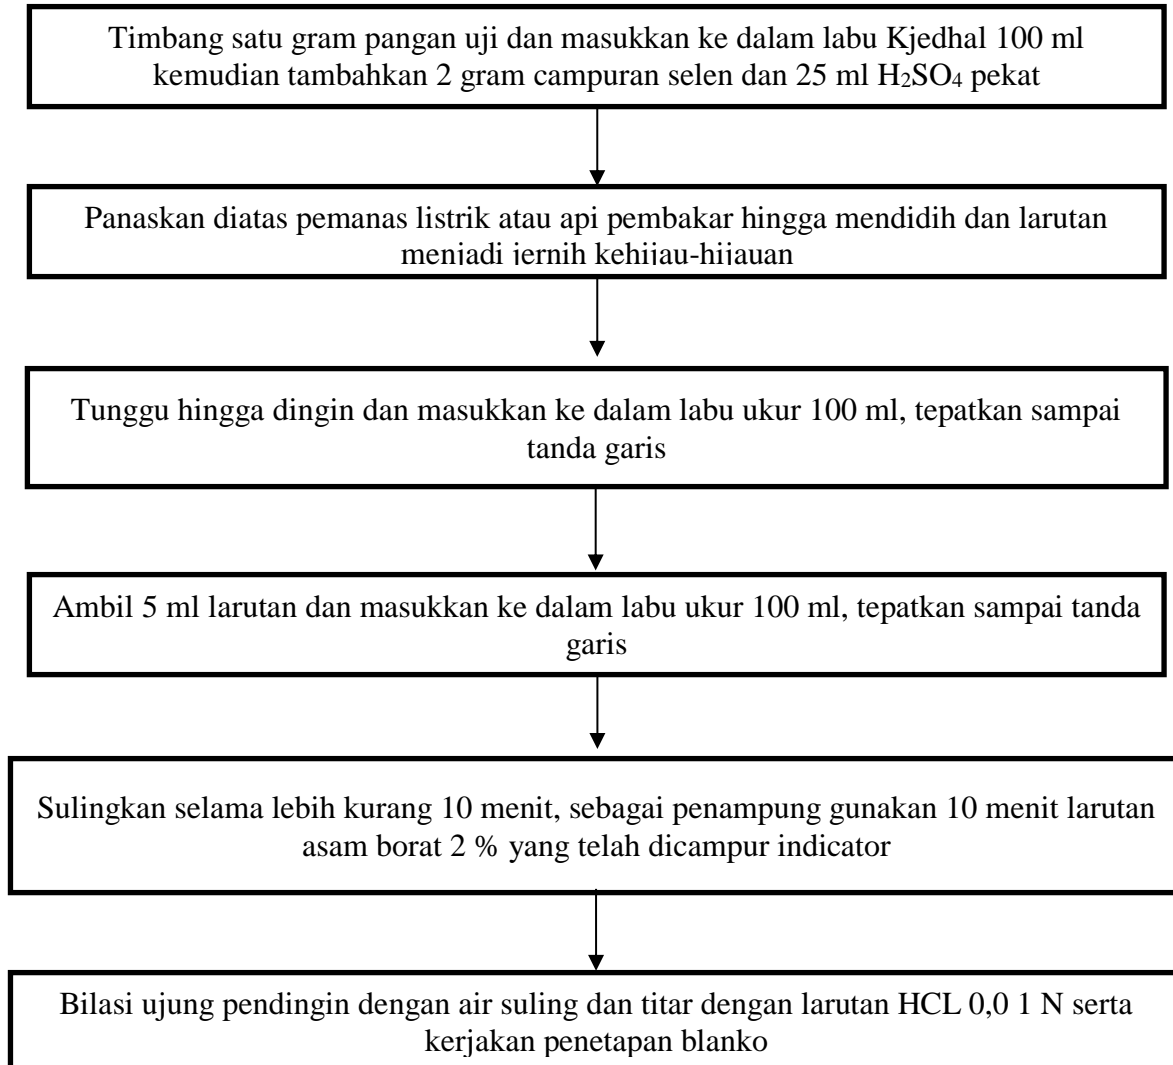 Timbang satu gram pangan uji dan masukkan ke dalam labu Kjedhal 100 ml
kemudian tambahkan 2 gram campuran selen dan 25 ml H₂SO₄ pekat
Panaskan diatas pemanas listrik atau api pembakar hingga mendidih dan larutan
menjadi jernih kehijau-hijauan
Tunggu hingga dingin dan masukkan ke dalam labu ukur 100 ml, tepatkan sampai
tanda garis
Ambil 5 ml larutan dan masukkan ke dalam labu ukur 100 ml, tepatkan sampai tanda
garis
Sulingkan selama lebih kurang 10 menit, sebagai penampung gunakan 10 menit larutan
asam borat 2 % yang telah dicampur indicator
Bilasi ujung pendingin dengan air suling dan titar dengan larutan HCL 0,0 1 N serta
kerjakan penetapan blanko